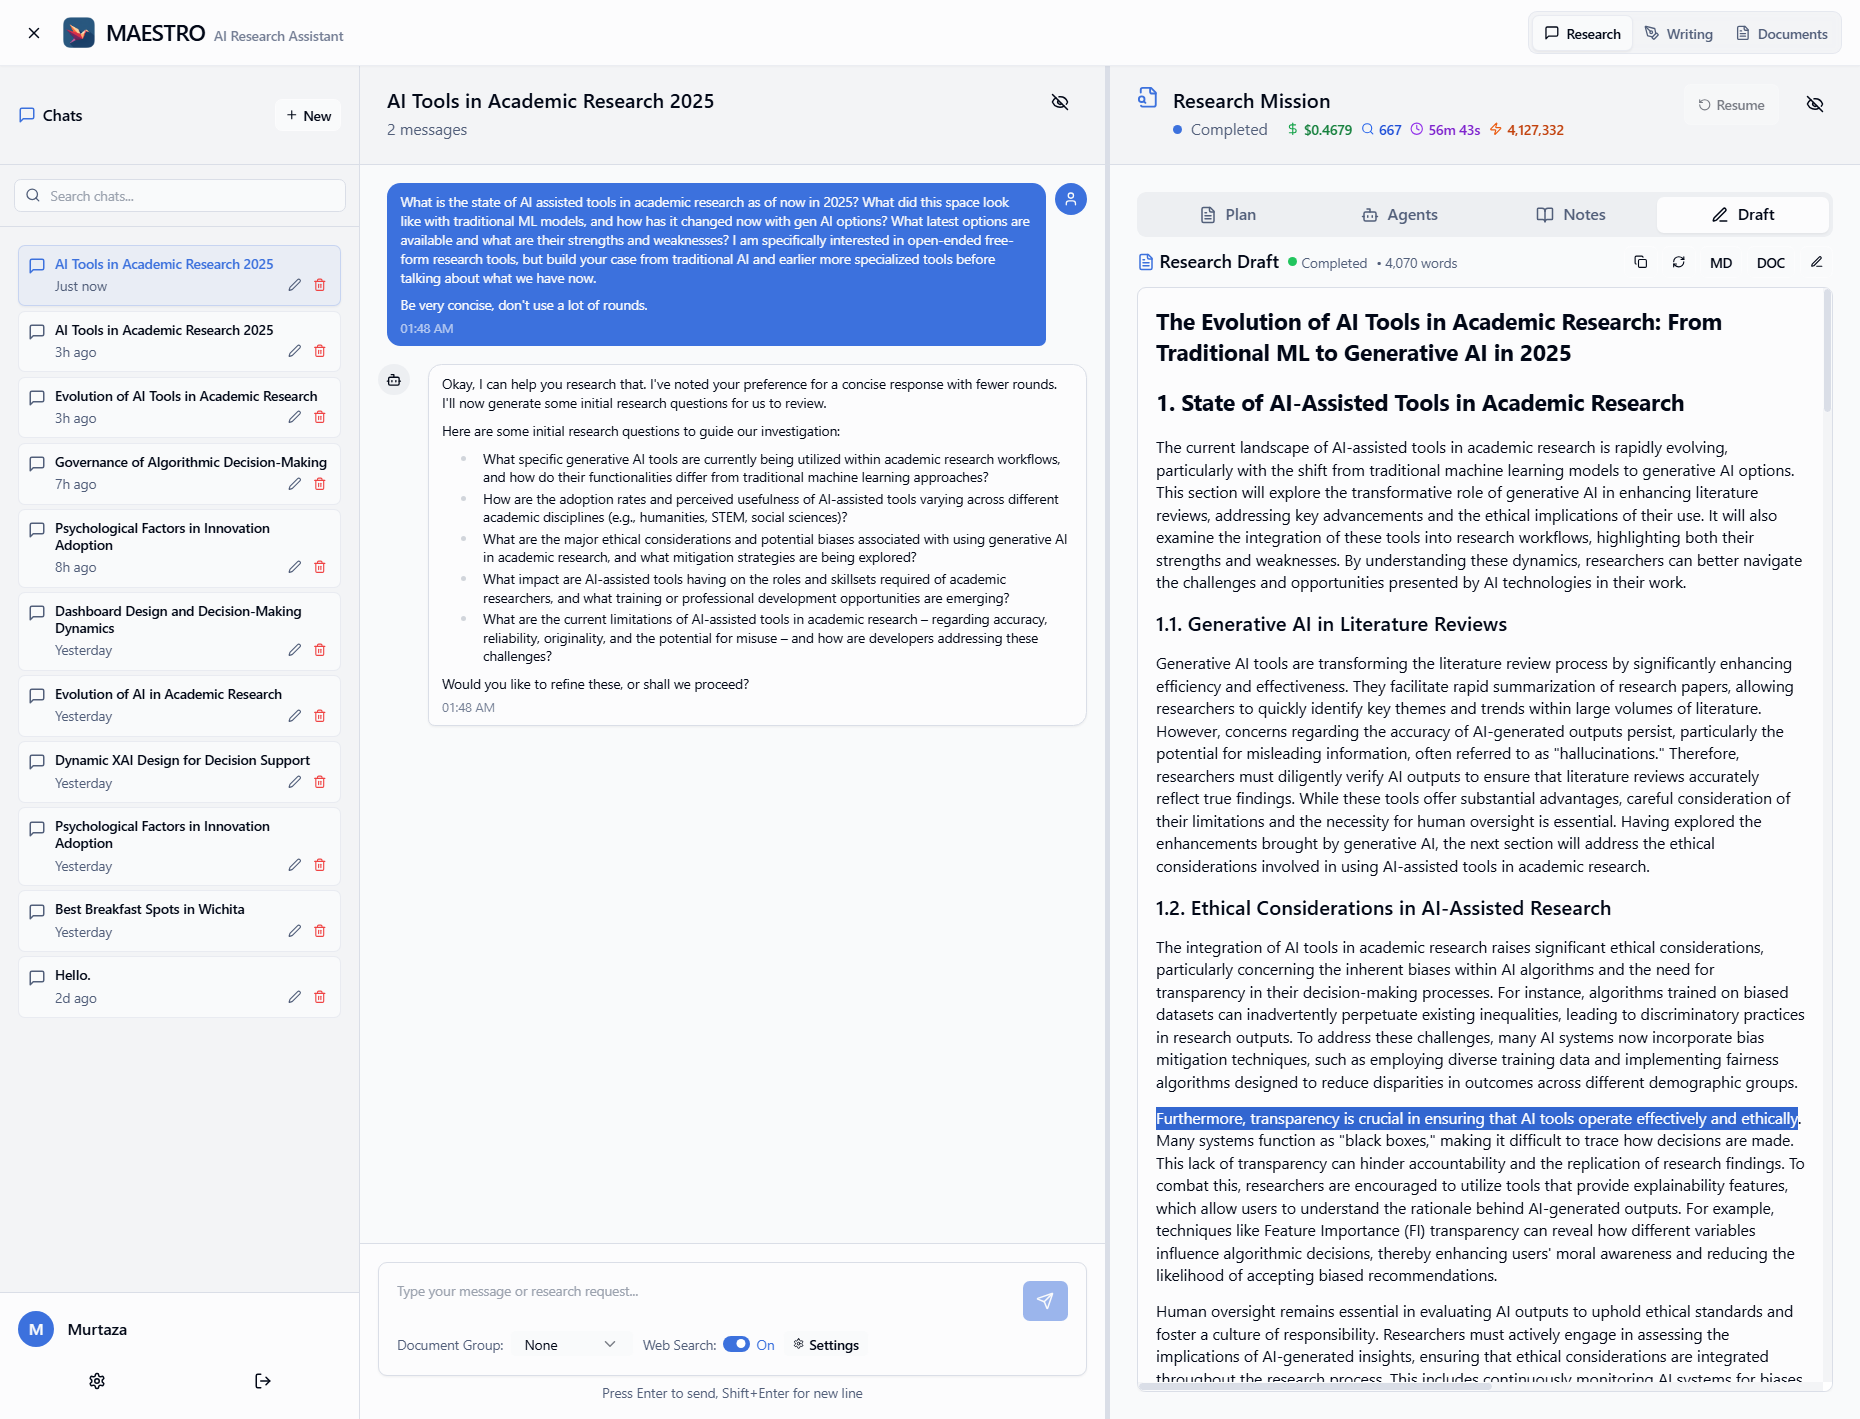 MAESTRO AI Research Assistant
Research
Writing
Documents
Chats
+ New
Search chats...
AI Tools in Academic Research 2025
Just now
AI Tools in Academic Research 2025
3h ago
Evolution of AI Tools in Academic Research
3h ago
Governance of Algorithmic Decision-Making
7h ago
Psychological Factors in Innovation
Adoption
8h ago
Dashboard Design and Decision-Making
Dynamics
Yesterday
Evolution of AI in Academic Research
Yesterday
Dynamic XAI Design for Decision Support
Yesterday
Psychological Factors in Innovation
Adoption
Yesterday
Best Breakfast Spots in Wichita
Yesterday
Hello.
2d ago
M
Murtaza
AI Tools in Academic Research 2025
2 messages
What is the state of AI assisted tools in academic research as of now in 2025? What did this space look
like with traditional ML models, and how has it changed now with gen AI options? What latest options are
available and what are their strengths and weaknesses? I am specifically interested in open-ended free-
form research tools, but build your case from traditional AI and earlier more specialized tools before
talking about what we have now.
Be very concise, don't use a lot of rounds.
01:48 AM
Okay, I can help you research that. I've noted your preference for a concise response with fewer rounds.
I'll now generate some initial research questions for us to review.
Here are some initial research questions to guide our investigation:
What specific generative AI tools are currently being utilized within academic research workflows,
and how do their functionalities differ from traditional machine learning approaches?
How are the adoption rates and perceived usefulness of AI-assisted tools varying across different
academic disciplines (e.g., humanities, STEM, social sciences)?
What are the major ethical considerations and potential biases associated with using generative AI
in academic research, and what mitigation strategies are being explored?
What impact are AI-assisted tools having on the roles and skillsets required of academic
researchers, and what training or professional development opportunities are emerging?
What are the current limitations of AI-assisted tools in academic research – regarding accuracy,
reliability, originality, and the potential for misuse – and how are developers addressing these
challenges?
Would you like to refine these, or shall we proceed?
01:48 AM
Type your message or research request...
Document Group: None Web Search: On Settings
Press Enter to send, Shift+Enter for new line
Research Mission
Completed $0.4679 667 56m 43s 4,127,332
Resume
Plan
Agents
Notes
Draft
Research Draft Completed • 4,070 words
MD
DOC
The Evolution of AI Tools in Academic Research: From
Traditional ML to Generative AI in 2025
1. State of AI-Assisted Tools in Academic Research
The current landscape of AI-assisted tools in academic research is rapidly evolving,
particularly with the shift from traditional machine learning models to generative AI options.
This section will explore the transformative role of generative AI in enhancing literature
reviews, addressing key advancements and the ethical implications of their use. It will also
examine the integration of these tools into research workflows, highlighting both their
strengths and weaknesses. By understanding these dynamics, researchers can better navigate
the challenges and opportunities presented by AI technologies in their work.
1.1. Generative AI in Literature Reviews
Generative AI tools are transforming the literature review process by significantly enhancing
efficiency and effectiveness. They facilitate rapid summarization of research papers, allowing
researchers to quickly identify key themes and trends within large volumes of literature.
However, concerns regarding the accuracy of AI-generated outputs persist, particularly the
potential for misleading information, often referred to as "hallucinations." Therefore,
researchers must diligently verify AI outputs to ensure that literature reviews accurately
reflect true findings. While these tools offer substantial advantages, careful consideration of
their limitations and the necessity for human oversight is essential. Having explored the
enhancements brought by generative AI, the next section will address the ethical
considerations involved in using AI-assisted tools in academic research.
1.2. Ethical Considerations in AI-Assisted Research
The integration of AI tools in academic research raises significant ethical considerations,
particularly concerning the inherent biases within AI algorithms and the need for
transparency in their decision-making processes. For instance, algorithms trained on biased
datasets can inadvertently perpetuate existing inequalities, leading to discriminatory practices
in research outputs. To address these challenges, many AI systems now incorporate bias
mitigation techniques, such as employing diverse training data and implementing fairness
algorithms designed to reduce disparities in outcomes across different demographic groups.
Furthermore, transparency is crucial in ensuring that AI tools operate effectively and ethically.
Many systems function as "black boxes," making it difficult to trace how decisions are made.
This lack of transparency can hinder accountability and the replication of research findings. To
combat this, researchers are encouraged to utilize tools that provide explainability features,
which allow users to understand the rationale behind AI-generated outputs. For example,
techniques like Feature Importance (FI) transparency can reveal how different variables
influence algorithmic decisions, thereby enhancing users' moral awareness and reducing the
likelihood of accepting biased recommendations.
Human oversight remains essential in evaluating AI outputs to uphold ethical standards and
foster a culture of responsibility. Researchers must actively engage in assessing the
implications of AI-generated insights, ensuring that ethical considerations are integrated
throughout the research process. This includes continuously monitoring AI systems for biases